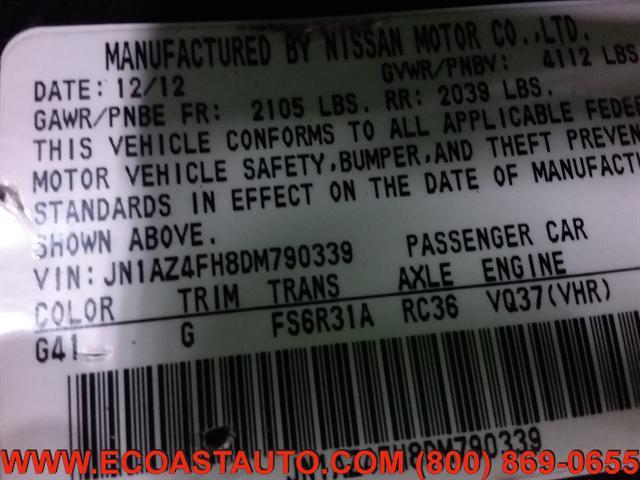 MANUFACTURED BY NISSAN MOTOR CO.,LTD.
DATE: 12/12 GVWR/PNBV: 4112 LBS
GAWR/PNBE FR: 2105 LBS. RR: 2039 LBS.
THIS VEHICLE CONFORMS TO ALL APPLICABLE FEDE
MOTOR VEHICLE SAFETY,BUMPER,AND THEFT PREVEN
STANDARDS IN EFFECT ON THE DATE OF MANUFACT
SHOWN ABOVE.
VIN: JN1AZ4FH8DM790339 PASSENGER CAR
COLOR TRIM TRANS AXLE ENGINE
G41 G FS6R31A RC36 VQ37(VHR)
JN1AZ4FH8DM790339
WWW.ECOASTAUTO.COM (800) 869-0655